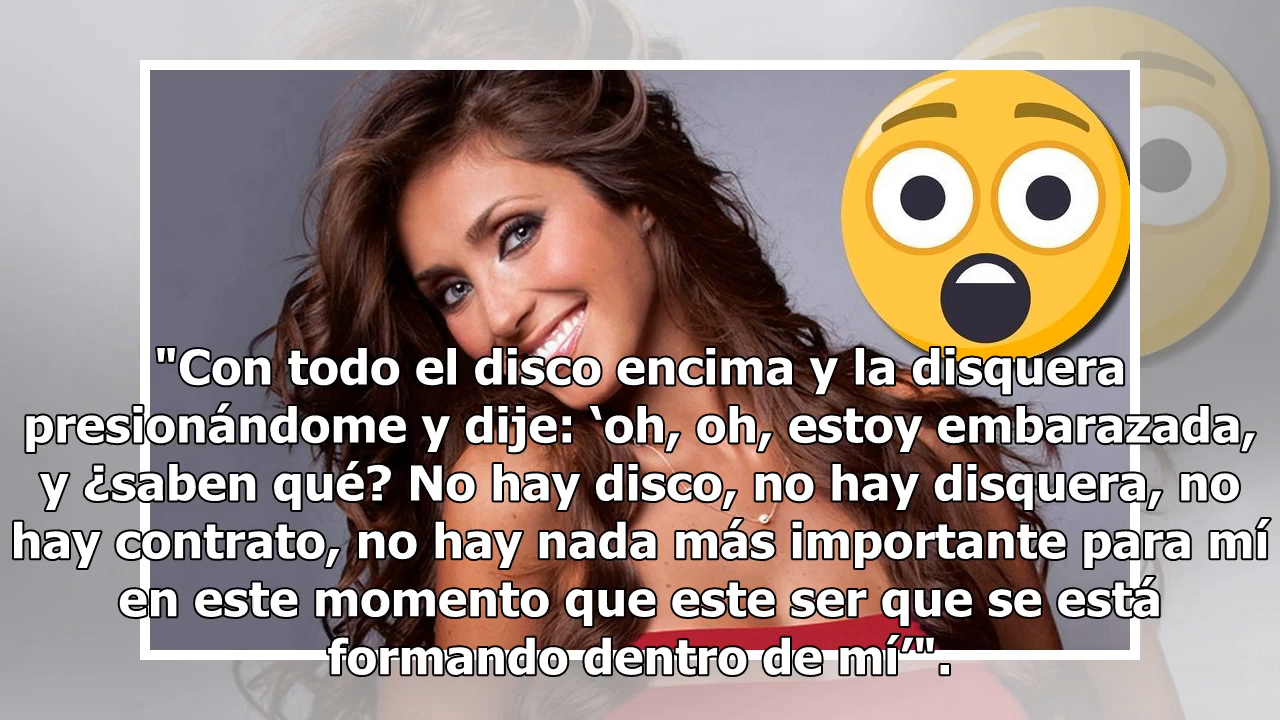 "Con todo el disco encima y la disquera
presionándome y dije: ‘oh, oh, estoy embarazada,
y ¿saben qué? No hay disco, no hay disquera, no
hay contrato, no hay nada más importante para mí
en este momento que este ser que se está
formando dentro de mí’".